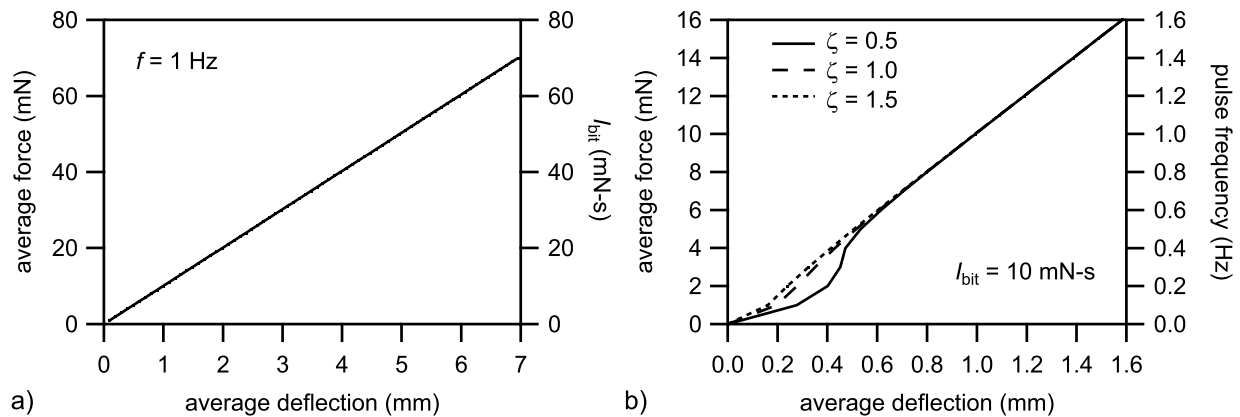 80
60
40
20
0
average force (mN)
f = 1 Hz
80
60
40
20
0
Ibit (mN-s)
0 1 2 3 4 5 6 7
average deflection (mm)
a)
16
14
12
10
8
6
4
2
0
average force (mN)
ζ = 0.5
ζ = 1.0
ζ = 1.5
Ibit = 10 mN-s
1.6
1.4
1.2
1.0
0.8
0.6
0.4
0.2
0.0
pulse frequency (Hz)
0.0 0.2 0.4 0.6 0.8 1.0 1.2 1.4 1.6
average deflection (mm)
b)